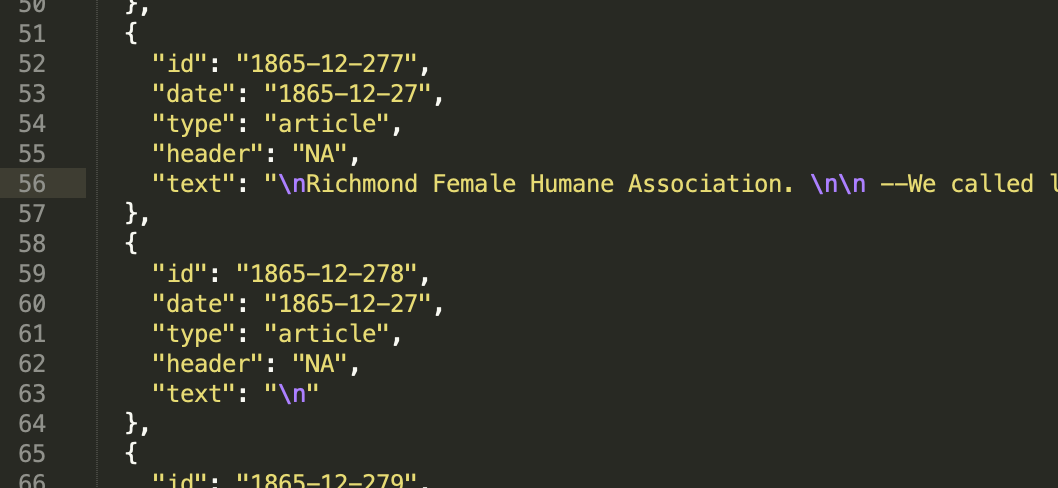 50 },
51 {
52 "id": "1865-12-277",
53 "date": "1865-12-27",
54 "type": "article",
55 "header": "NA",
56 "text": "\nRichmond Female Humane Association. \n\n --We called l
57 },
58 {
59 "id": "1865-12-278",
60 "date": "1865-12-27",
61 "type": "article",
62 "header": "NA",
63 "text": "\n"
64 },
65 {
66 "id": "1865-12-279",